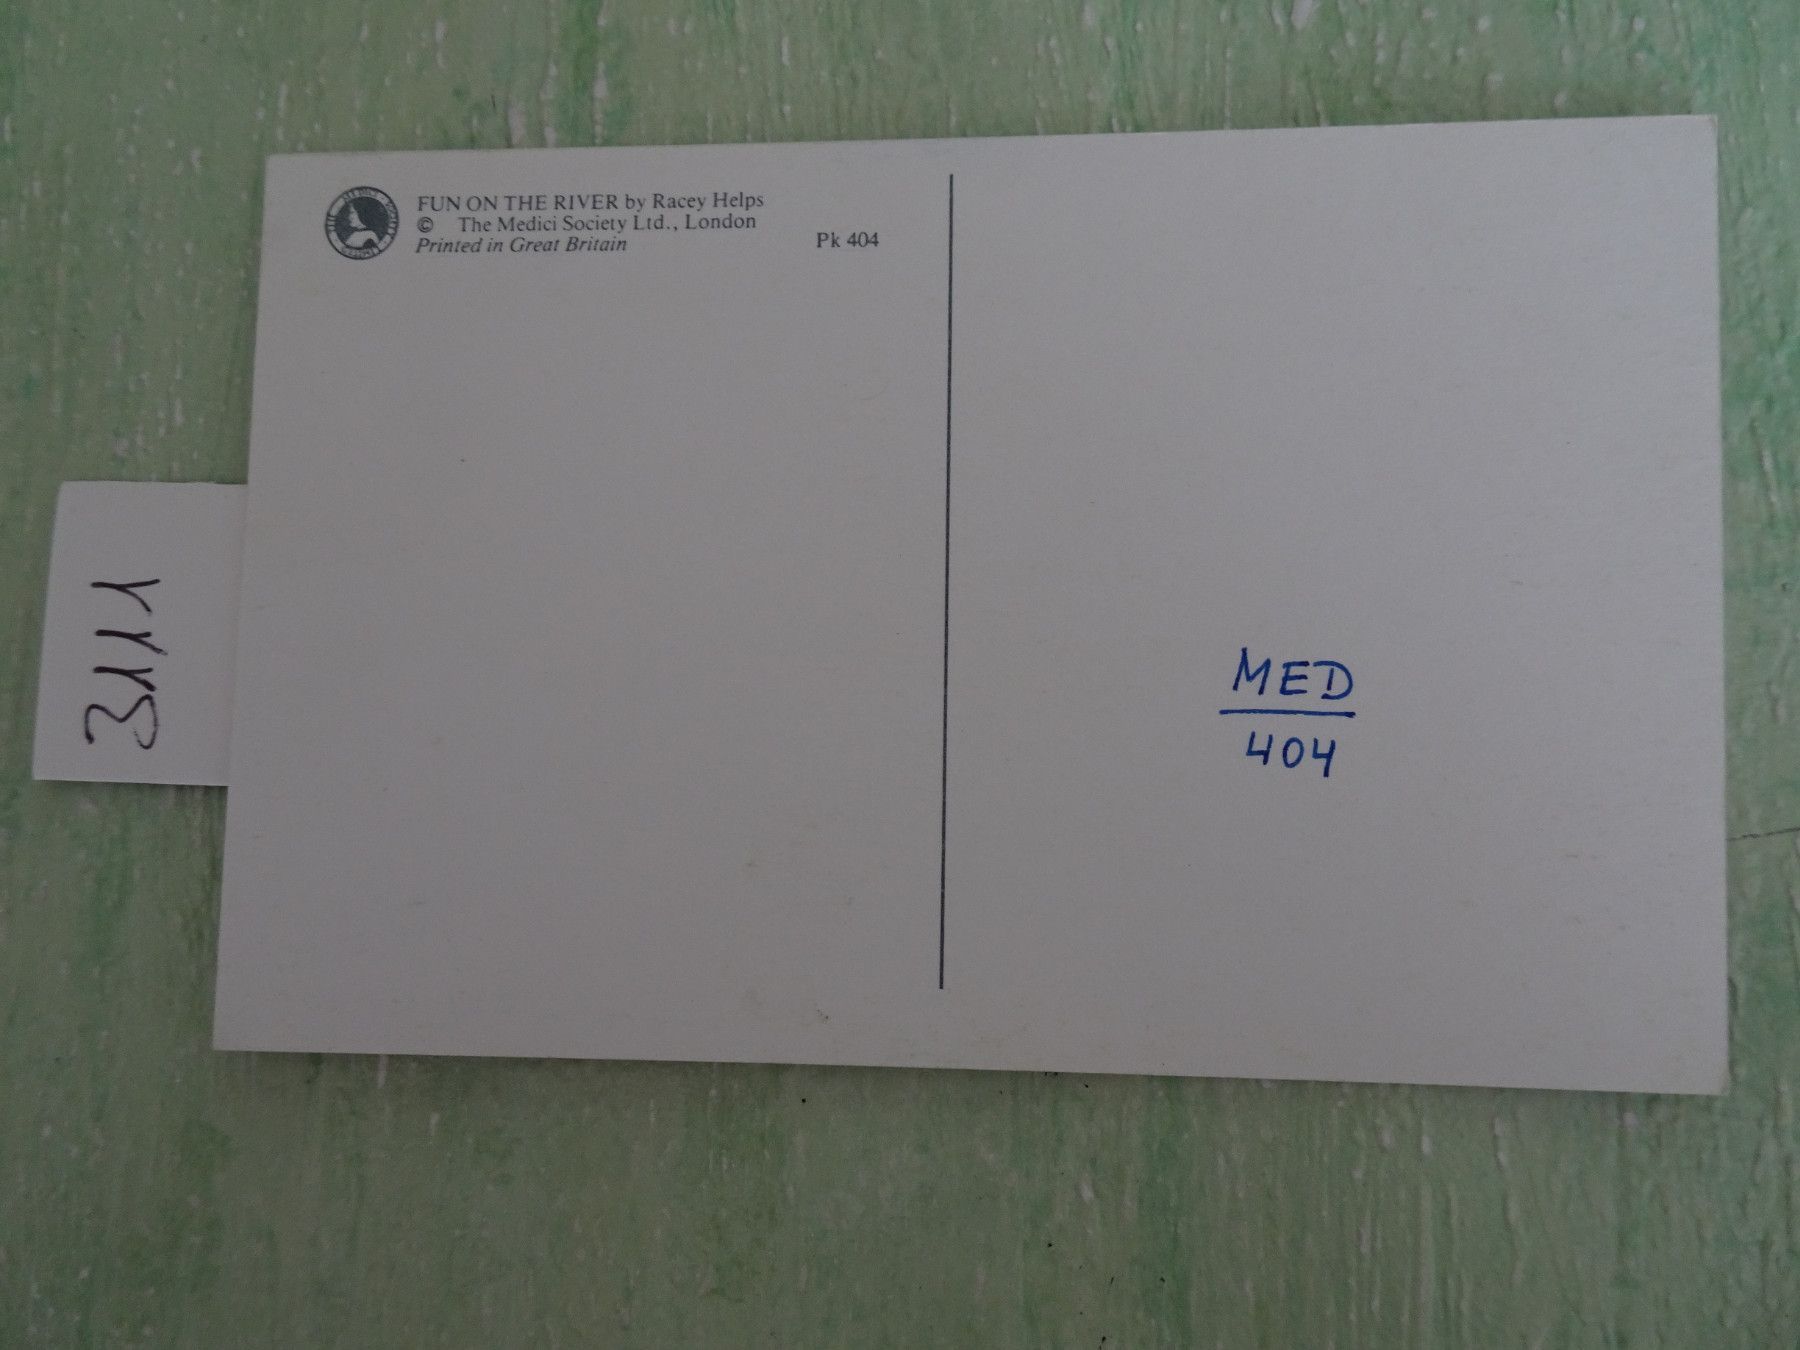 FUN ON THE RIVER by Racey Helps
© The Medici Society Ltd., London
Printed in Great Britain
Pk 404
MED
404
3111